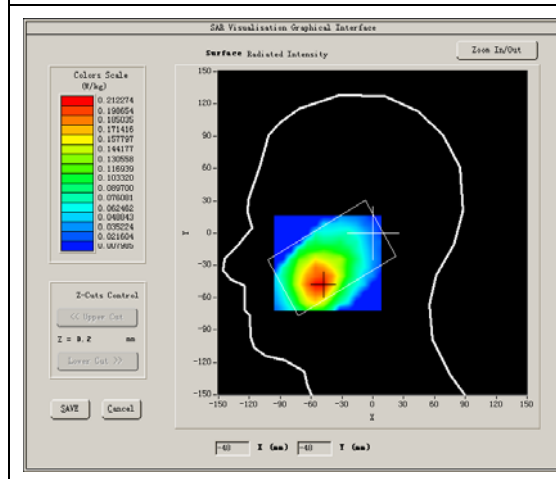 SAR Visualisation Graphical Interface
Surface Radiated Intensity
Zoom In/Out
Colors Scale
(W/kg)
0.212274
0.198654
0.185035
0.171416
0.157797
0.144177
0.130558
0.116939
0.103320
0.089700
0.076081
0.062462
0.048843
0.035224
0.021604
0.007985
Z-Cuts Control
<< Upper Cut
Z = 0.2 mm
Lower Cut >>
SAVE
Cancel
150
120
90
30
0
-30
-60
-90
-120
-150
Y
-150 -120 -90 -60 -30 0 30 60 90 120 150
X
-48 X (mm) -48 Y (mm)